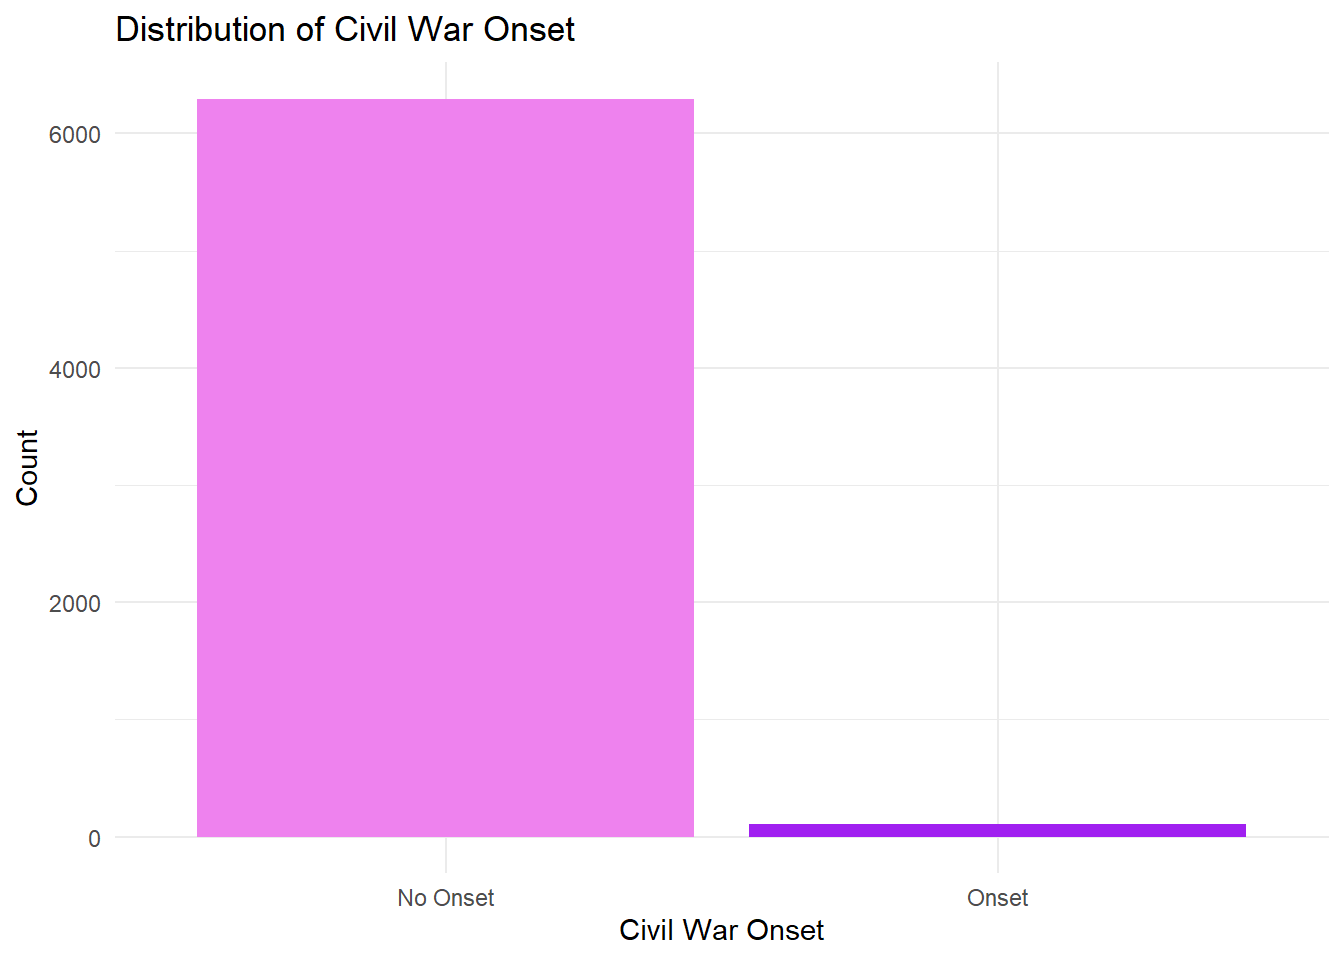 Distribution of Civil War Onset
6000
4000
2000
0
Count
No Onset
Onset
Civil War Onset